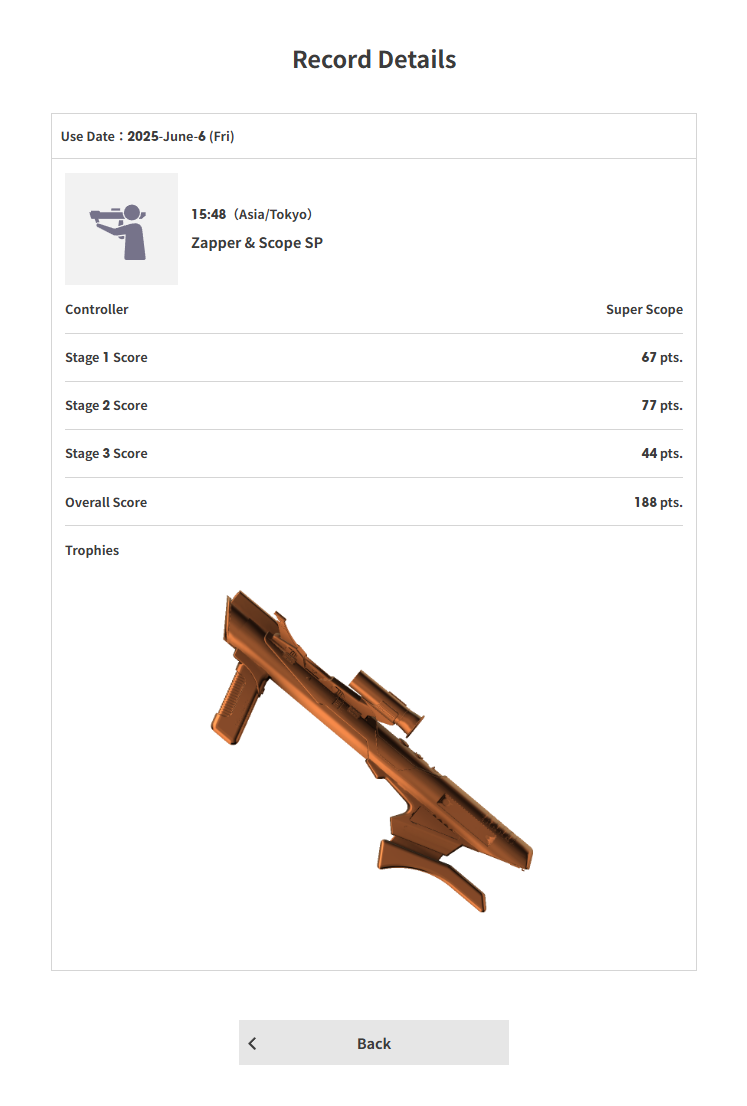 Record Details
Use Date：2025-June-6 (Fri)
15:48（Asia/Tokyo）
Zapper & Scope SP
Controller Super Scope
Stage 1 Score 67 pts.
Stage 2 Score 77 pts.
Stage 3 Score 44 pts.
Overall Score 188 pts.
Trophies
Back